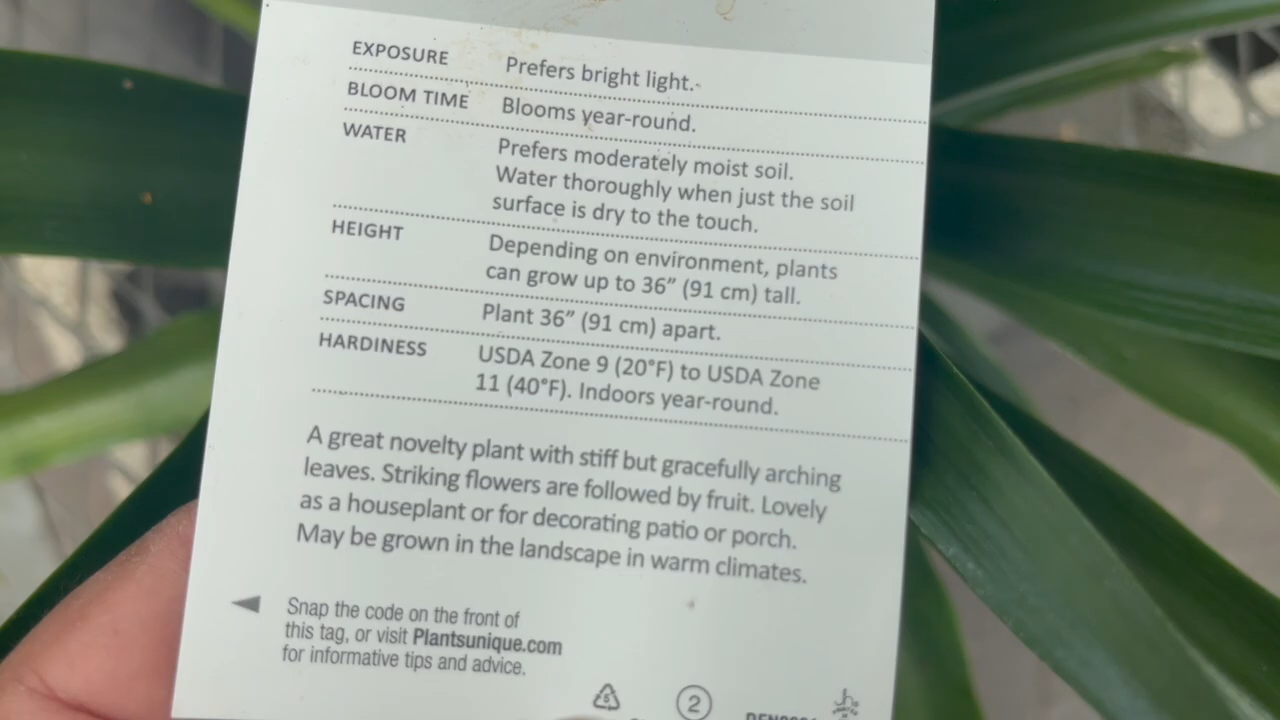 EXPOSURE Prefers bright light.
BLOOM TIME Blooms year-round.
WATER Prefers moderately moist soil.
Water thoroughly when just the soil
surface is dry to the touch.
HEIGHT Depending on environment, plants
can grow up to 36″ (91 cm) tall.
SPACING Plant 36″ (91 cm) apart.
HARDINESS USDA Zone 9 (20°F) to USDA Zone
11 (40°F). Indoors year-round.
A great novelty plant with stiff but gracefully arching
leaves. Striking flowers are followed by fruit. Lovely
as a houseplant or for decorating patio or porch.
May be grown in the landscape in warm climates.
Snap the code on the front of
this tag, or visit Plantsunique.com
for informative tips and advice.
5 2